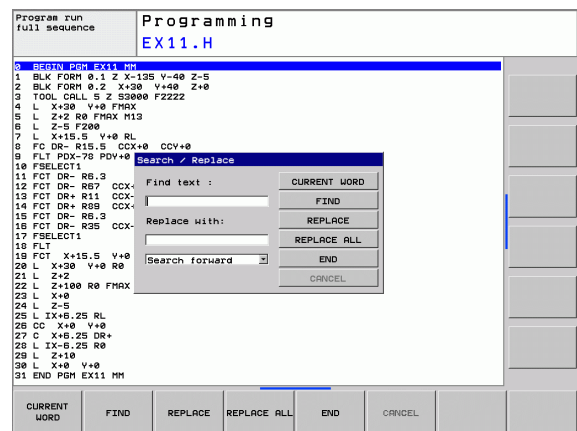 Program run
full sequence
Programming
EX11.H
0 BEGIN PGM EX11 MM
1 BLK FORM 0.1 Z X-135 Y-40 Z-5
2 BLK FORM 0.2 X+30 Y+40 Z+0
3 TOOL CALL 5 Z S3000 F2222
4 L X+30 Y+0 FMAX
5 L Z+2 R0 FMAX M13
6 L Z-5 F200
7 L X+15.5 Y+0 RL
8 FC DR- R15.5 CCX+0 CCY+0
9 FLT PDX-78 PDY+0
10 FSELECT1
11 FCT DR- R6.3
12 FCT DR- R67 CCX
13 FCT DR+ R11 CCX-
14 FCT DR+ R89 CCX
15 FCT DR- R6.3
16 FCT DR- R35 CCX-
17 FSELECT1
18 FLT
19 FCT X+15.5 Y+0
20 L X+30 Y+0 R0
21 L Z+2
22 L Z+100 R0 FMAX
23 L X+0
24 L Z-5
25 L IX+6.25 RL
26 CC X+0 Y+0
27 C X+6.25 DR+
28 L IX-6.25 R0
29 L Z+10
30 L X+0 Y+0
31 END PGM EX11 MM
Search / Replace
Find text :
CURRENT WORD
FIND
Replace with:
REPLACE
REPLACE ALL
Search forward
END
CANCEL
CURRENT WORD
FIND
REPLACE
REPLACE ALL
END
CANCEL